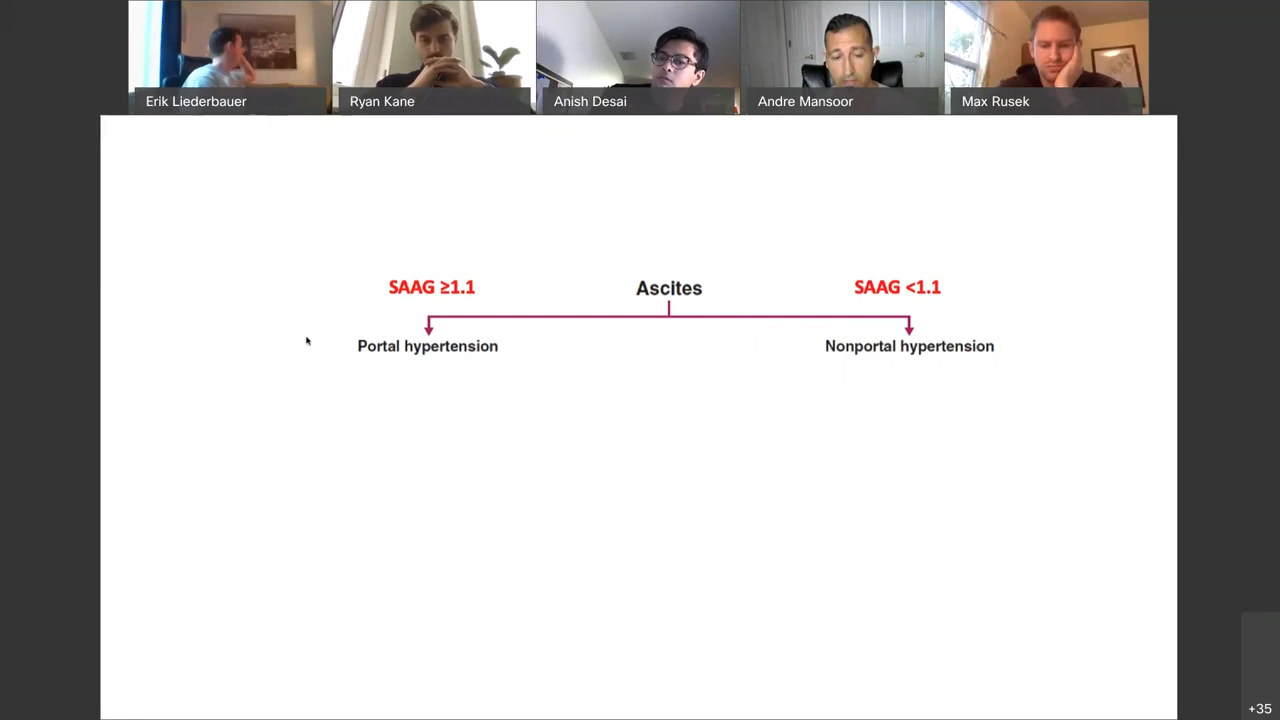 Erik Liederbauer
Ryan Kane
Anish Desai
Andre Mansoor
Max Rusek
SAAG ≥1.1
Ascites
SAAG <1.1
Portal hypertension
Nonportal hypertension
+35